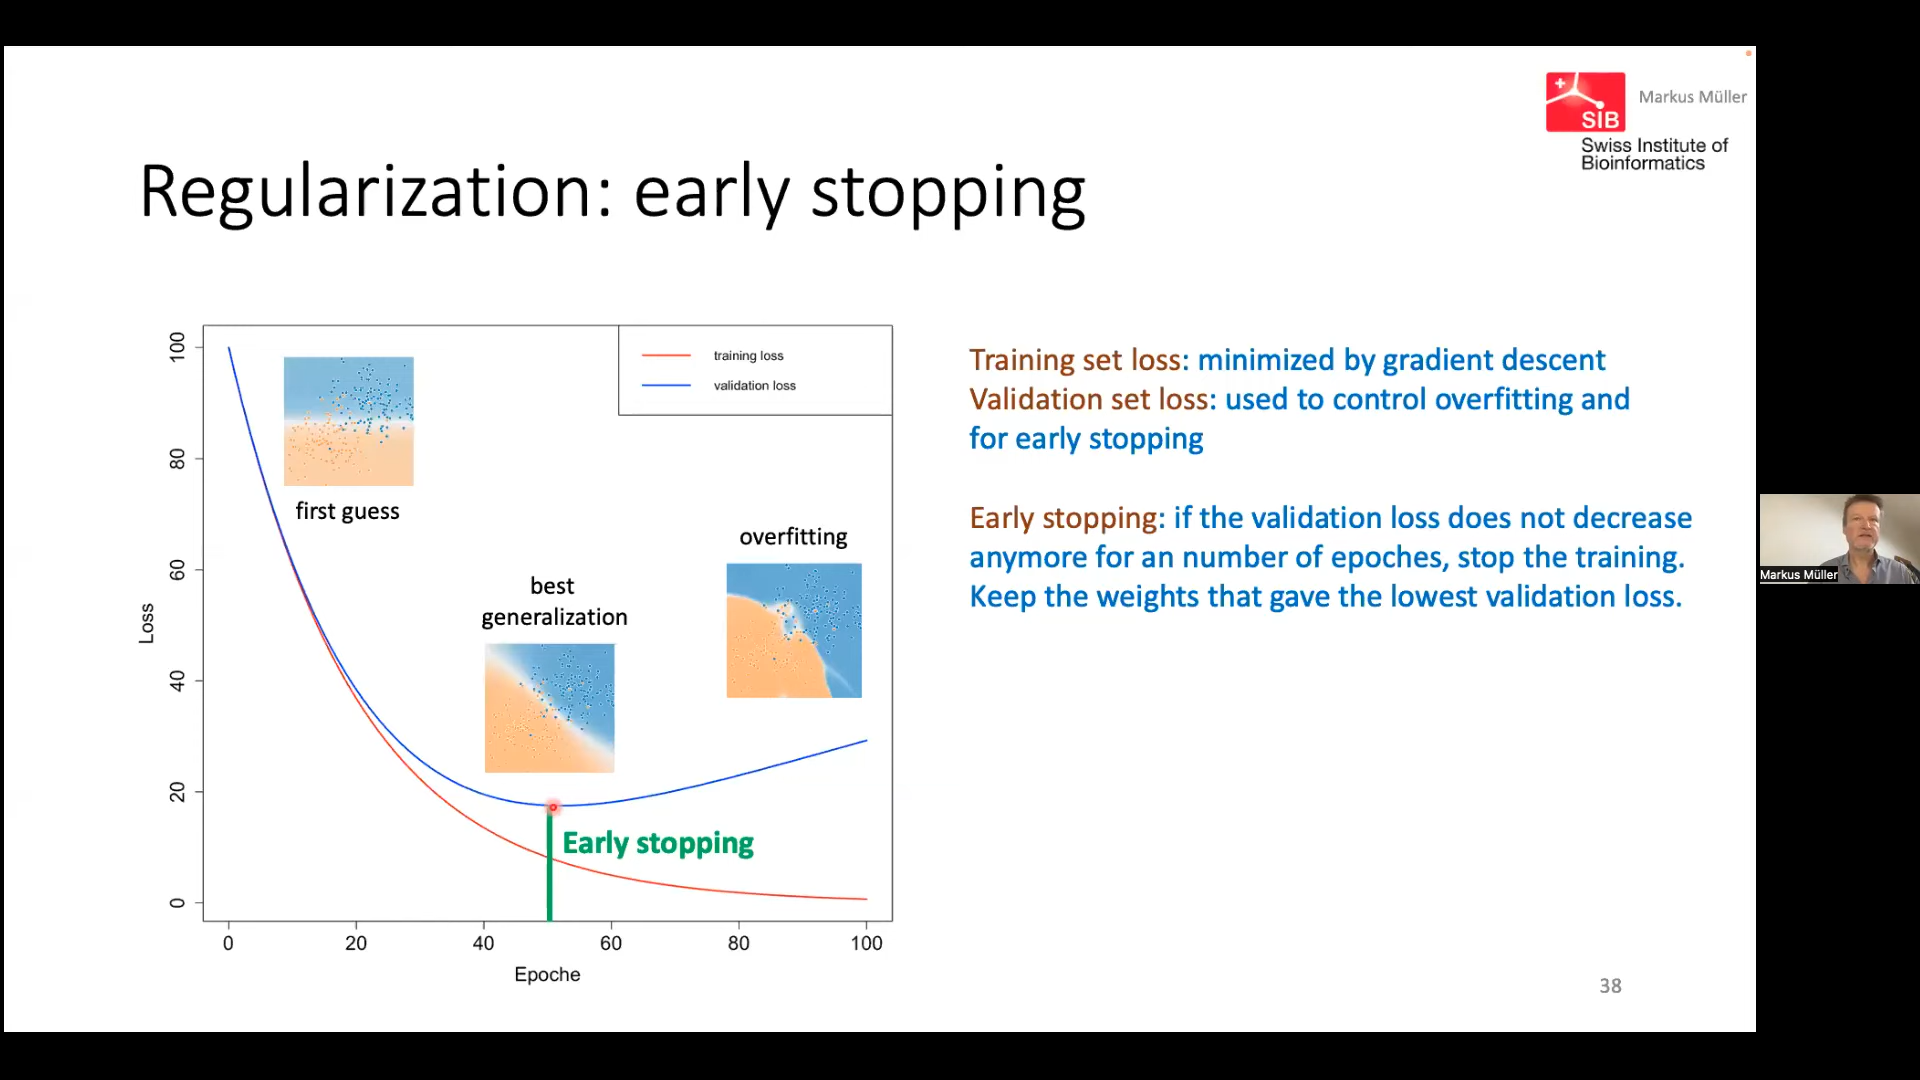 SIB
Markus Müller
Swiss Institute of
Bioinformatics
Regularization: early stopping
training loss
validation loss
first guess
best
generalization
overfitting
Early stopping
Loss
100
80
60
40
20
0
0 20 40 60 80 100
Epoche
Training set loss: minimized by gradient descent
Validation set loss: used to control overfitting and
for early stopping
Early stopping: if the validation loss does not decrease
anymore for an number of epoches, stop the training.
Keep the weights that gave the lowest validation loss.
38
Markus Müller